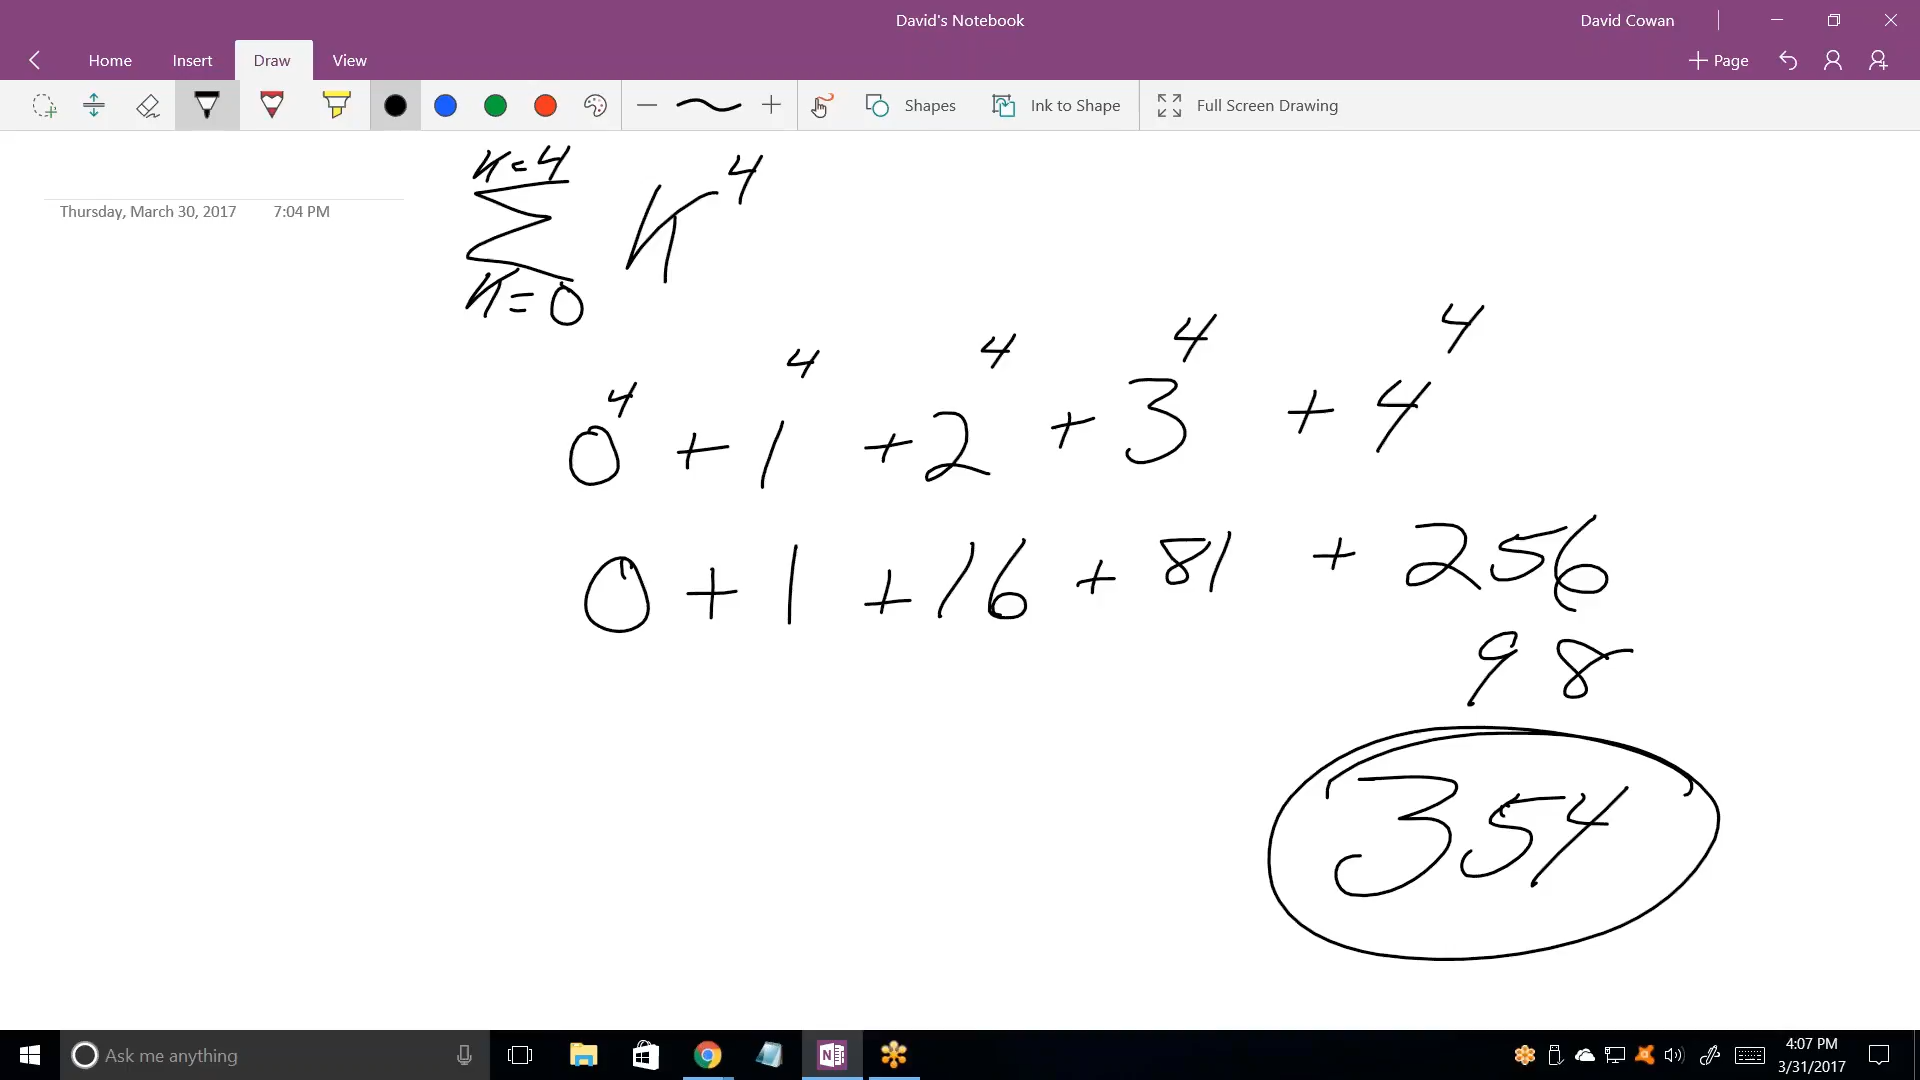 David's Notebook
David Cowan
Home Insert Draw View
Page
Shapes Ink to Shape Full Screen Drawing
Thursday, March 30, 2017 7:04 PM
K=4
∑ K⁴
K=0
0⁴ + 1⁴ + 2⁴ + 3⁴ + 4⁴
0 + 1 + 16 + 81 + 256
98
354
Ask me anything
N
4:07 PM
3/31/2017